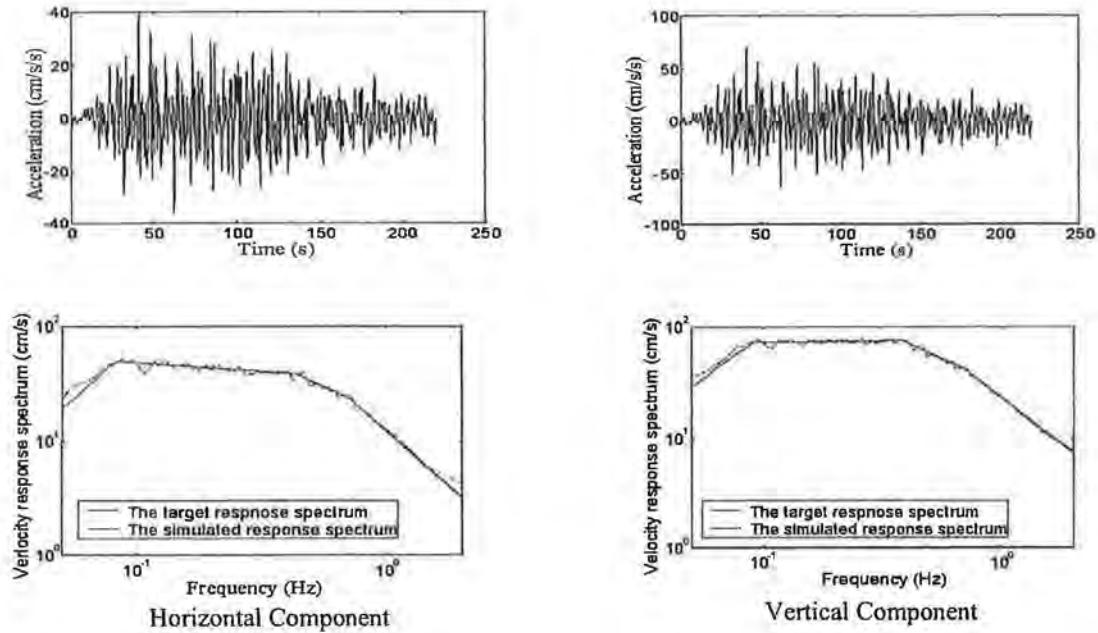 40
20
0
-20
-40
Acceleration (cm/s/s)
0 50 100 150 200 250
Time (s)
100
50
0
-50
-100
Acceleration (cm/s/s)
0 50 100 150 200 250
Time (s)
10²
10¹
10⁰
Verlocity response spectrum (cm/s)
The target respnose spectrum
The simulated response spectrum
10⁻¹ 10⁰
Frequency (Hz)
Horizontal Component
10²
10¹
10⁰
Velocity response spectrum (cm/s)
The target respnose spectrum
The simulated response spectrum
10⁻¹ 10⁰
Frequency (Hz)
Vertical Component